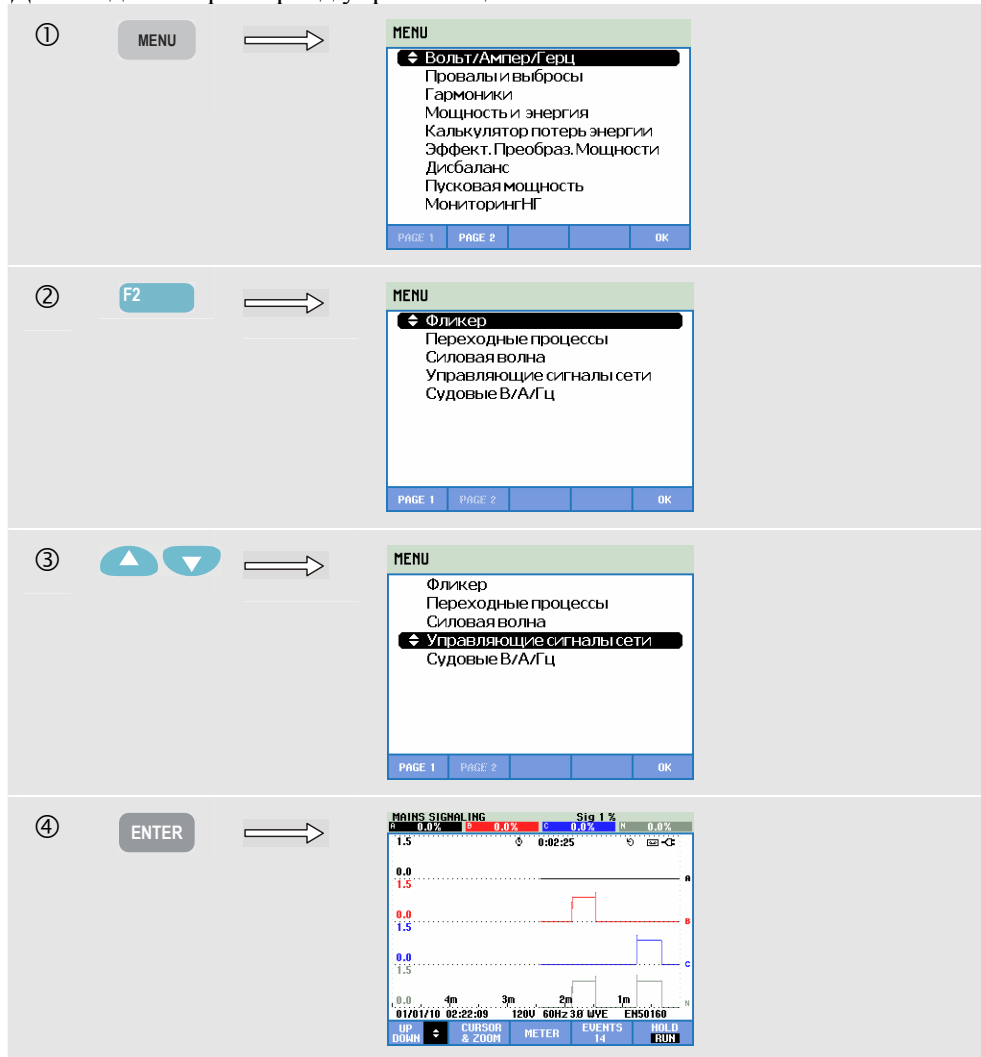 ①
MENU
MENU
Вольт/Ампер/Герц
Провалы и выбросы
Гармоники
Мощность и энергия
Калькулятор потерь энергии
Эффект. Преобраз. Мощности
Дисбаланс
Пусковая мощность
МониторингНГ
PAGE 1 PAGE 2 OK
②
F2
MENU
Фликер
Переходные процессы
Силовая волна
Управляющие сигналы сети
Судовые В/А/Гц
PAGE 1 PAGE 2 OK
③
MENU
Фликер
Переходные процессы
Силовая волна
Управляющие сигналы сети
Судовые В/А/Гц
PAGE 1 PAGE 2 OK
④
ENTER
MAINS SIGNALING Sig 1 %
A 0.0% B 0.0% C 0.0% N 0.0%
1.5 0:02:25
0.0 A
1.5
0.0 B
1.5
0.0 C
1.5
0.0 4m 3m 2m 1m N
01/01/10 02:22:09 120V 60Hz 3Ø WYE EN50160
UP DOWN CURSOR & ZOOM METER EVENTS 14 HOLD RUN